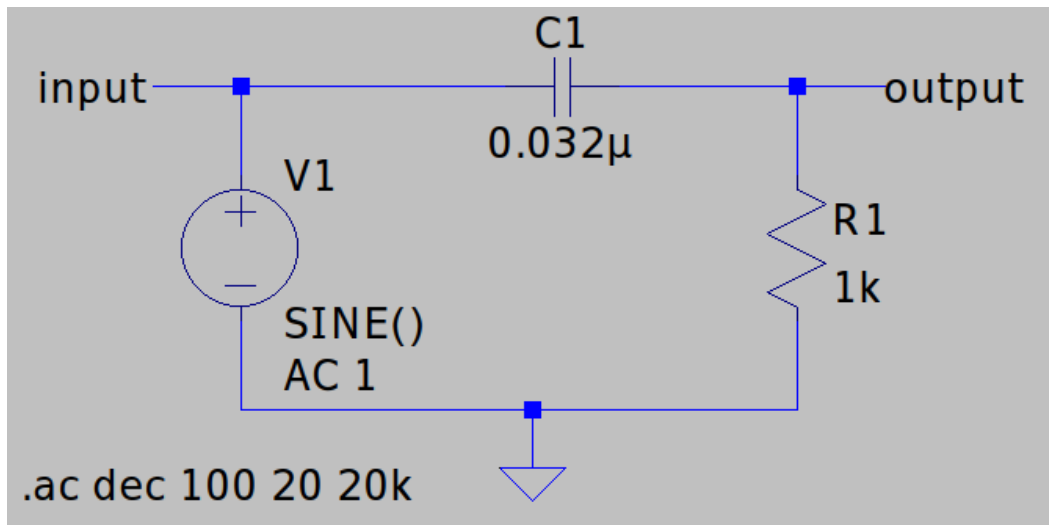 C1
input
output
0.032µ
V1
R1
1k
SINE()
AC 1
.ac dec 100 20 20k